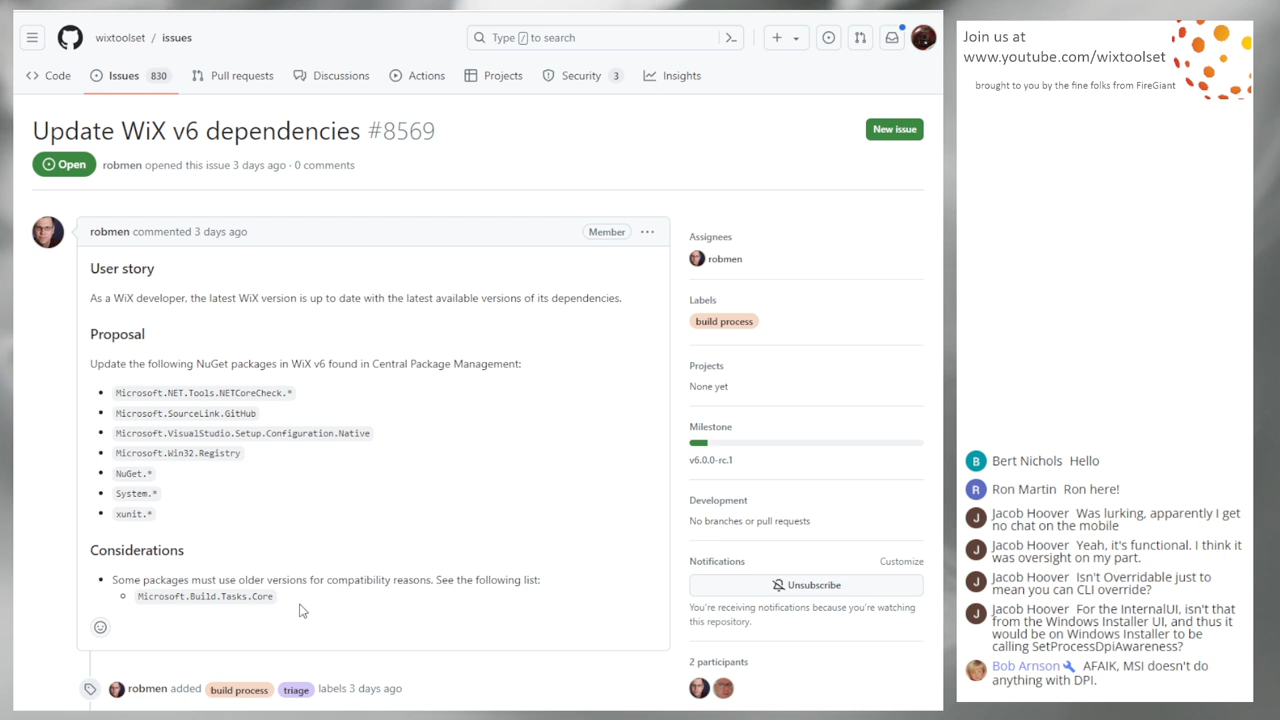 wixtoolset / issues
Type / to search
Code
Issues 830
Pull requests
Discussions
Actions
Projects
Security 3
Insights
Update WiX v6 dependencies #8569
New issue
Open
robmen opened this issue 3 days ago · 0 comments
robmen commented 3 days ago
Member
User story
As a WiX developer, the latest WiX version is up to date with the latest available versions of its dependencies.
Proposal
Update the following NuGet packages in WiX v6 found in Central Package Management:
Microsoft.NET.Tools.NETCoreCheck.*
Microsoft.SourceLink.GitHub
Microsoft.VisualStudio.Setup.Configuration.Native
Microsoft.Win32.Registry
NuGet.*
System.*
xunit.*
Considerations
Some packages must use older versions for compatibility reasons. See the following list:
Microsoft.Build.Tasks.Core
robmen added build process triage labels 3 days ago
Assignees
robmen
Labels
build process
Projects
None yet
Milestone
v6.0.0-rc.1
Development
No branches or pull requests
Notifications
Customize
Unsubscribe
You're receiving notifications because you're watching
this repository.
2 participants
Join us at
www.youtube.com/wixtoolset
brought to you by the fine folks from FireGiant
B Bert Nichols Hello
R Ron Martin Ron here!
J Jacob Hoover Was lurking, apparently I get
no chat on the mobile
J Jacob Hoover Yeah, it's functional. I think it
was oversight on my part.
J Jacob Hoover Isn't Overridable just to
mean you can CLI override?
J Jacob Hoover For the InternalUI, isn't that
from the Windows Installer UI, and thus it
would be on Windows Installer to be
calling SetProcessDpiAwareness?
Bob Arnson AFAIK, MSI doesn't do
anything with DPI.